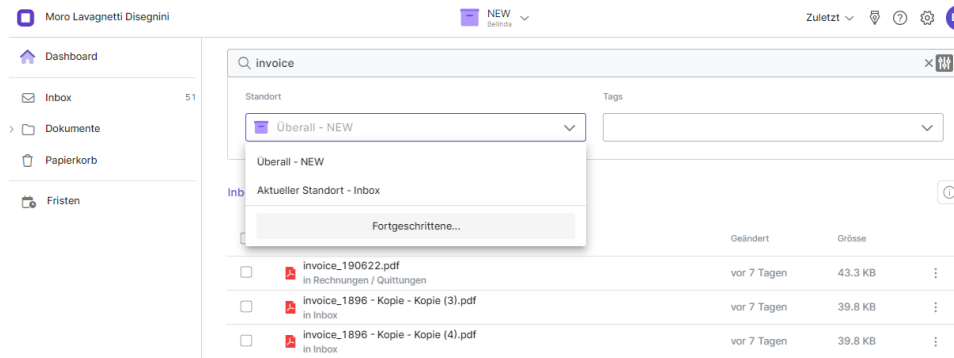 Moro Lavagnetti Disegnini
NEW
Belinda
Zuletzt
Dashboard
Inbox 51
Dokumente
Papierkorb
Fristen
invoice
Standort
Tags
Überall - NEW
Überall - NEW
Aktueller Standort - Inbox
Fortgeschrittene...
Geändert Grösse
invoice_190622.pdf
in Rechnungen / Quittungen
vor 7 Tagen 43.3 KB
invoice_1896 - Kopie - Kopie (3).pdf
in Inbox
vor 7 Tagen 39.8 KB
invoice_1896 - Kopie - Kopie (4).pdf
in Inbox
vor 7 Tagen 39.8 KB